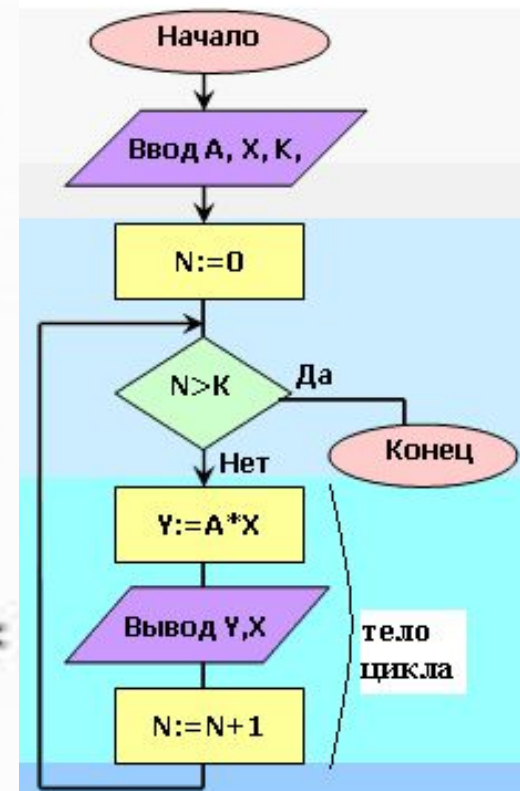 Начало
Ввод A, X, K,
N:=0
N>K
Да
Конец
Нет
Y:=A*X
Вывод Y,X
тело
цикла
N:=N+1